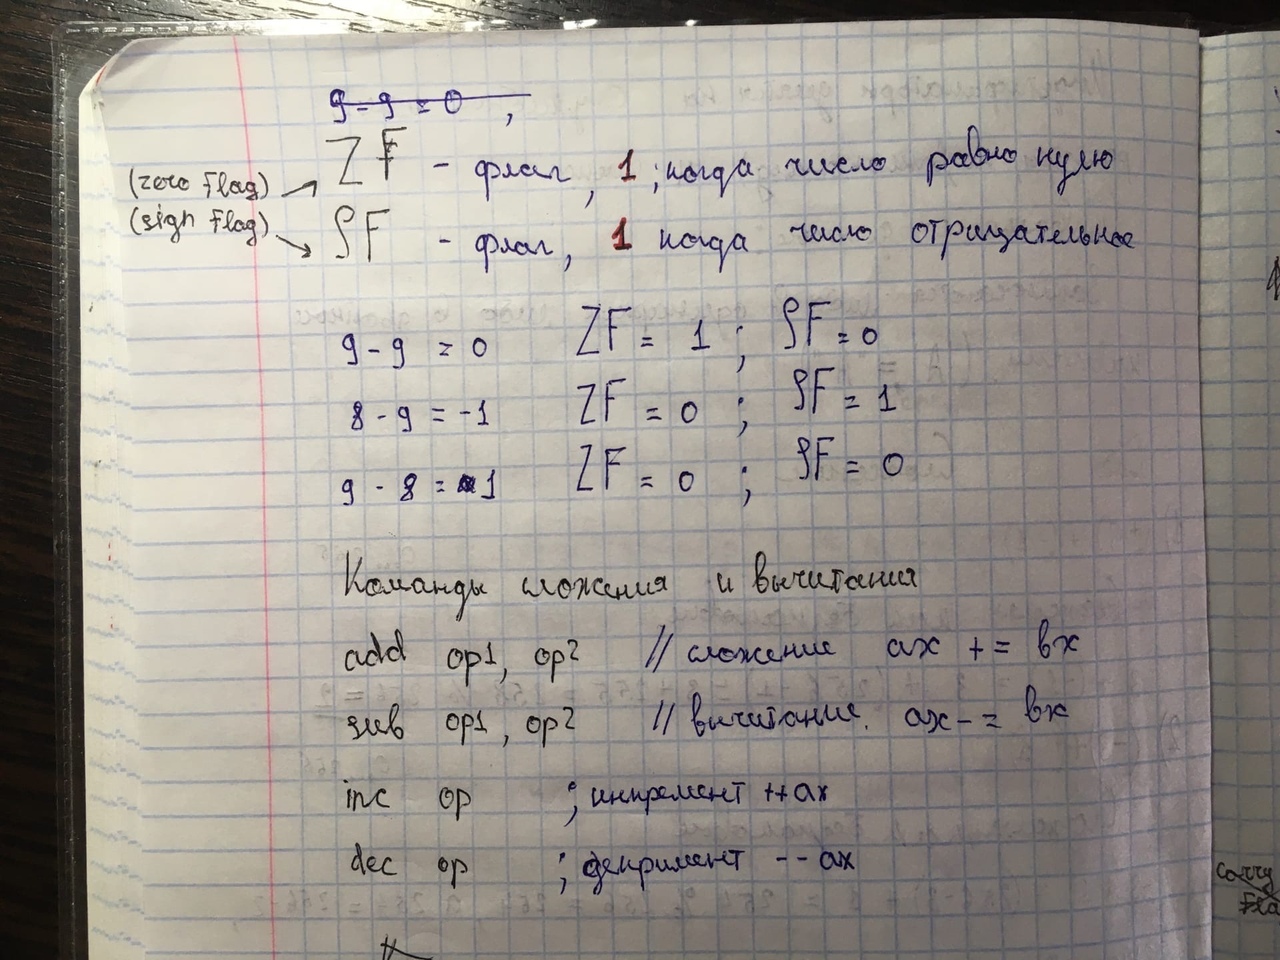 9 - 9 = 0 ,
(zero Flag) ZF - флаг, 1 ; когда число равно нулю
(sign Flag) SF - флаг, 1 когда число отрицательное
9 - 9 = 0 ZF = 1 ; SF = 0
8 - 9 = -1 ZF = 0 ; SF = 1
9 - 8 = 1 ZF = 0 ; SF = 0
Команды сложения и вычитания
add op1, op2 // сложение ax += bx
sub op1, op2 // вычитание. ax -= bx
inc op ; инкремент ++ax
dec op ; декримент --ax
Carry
Fla